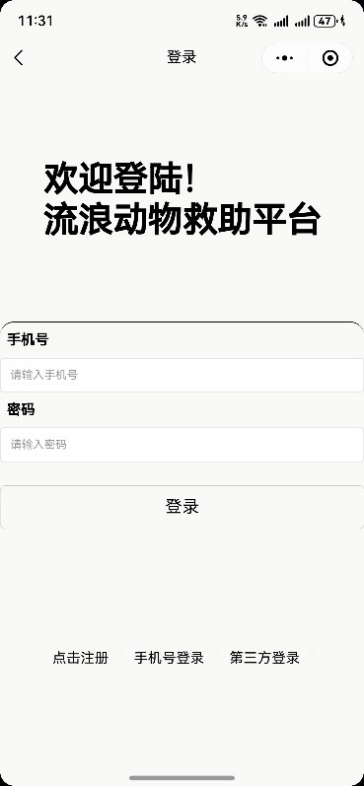 11:31
5.9 K/s 47
登录
欢迎登陆!
流浪动物救助平台
手机号
请输入手机号
密码
请输入密码
登录
点击注册 手机号登录 第三方登录